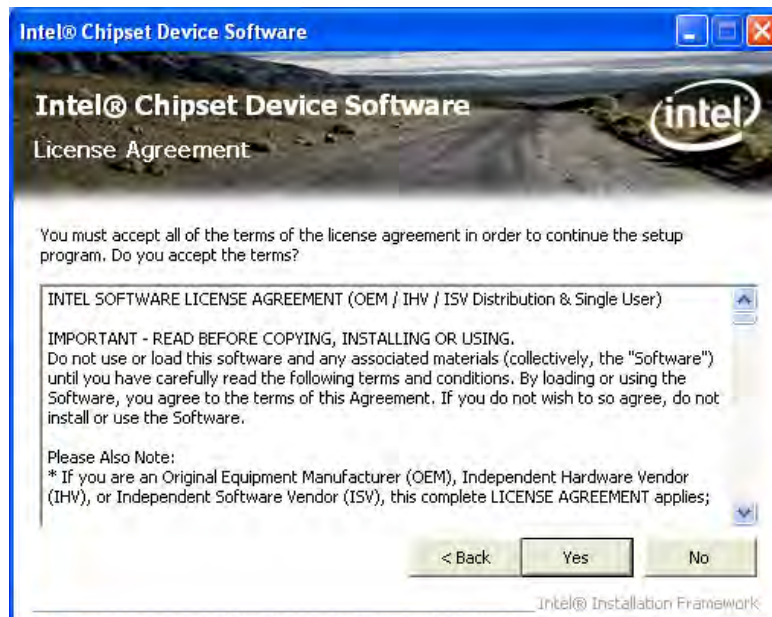 Intel® Chipset Device Software
Intel® Chipset Device Software
intel
License Agreement
You must accept all of the terms of the license agreement in order to continue the setup
program. Do you accept the terms?
INTEL SOFTWARE LICENSE AGREEMENT (OEM / IHV / ISV Distribution & Single User)
IMPORTANT - READ BEFORE COPYING, INSTALLING OR USING.
Do not use or load this software and any associated materials (collectively, the "Software")
until you have carefully read the following terms and conditions. By loading or using the
Software, you agree to the terms of this Agreement. If you do not wish to so agree, do not
install or use the Software.
Please Also Note:
* If you are an Original Equipment Manufacturer (OEM), Independent Hardware Vendor
(IHV), or Independent Software Vendor (ISV), this complete LICENSE AGREEMENT applies;
< Back Yes No
Intel® Installation Framework